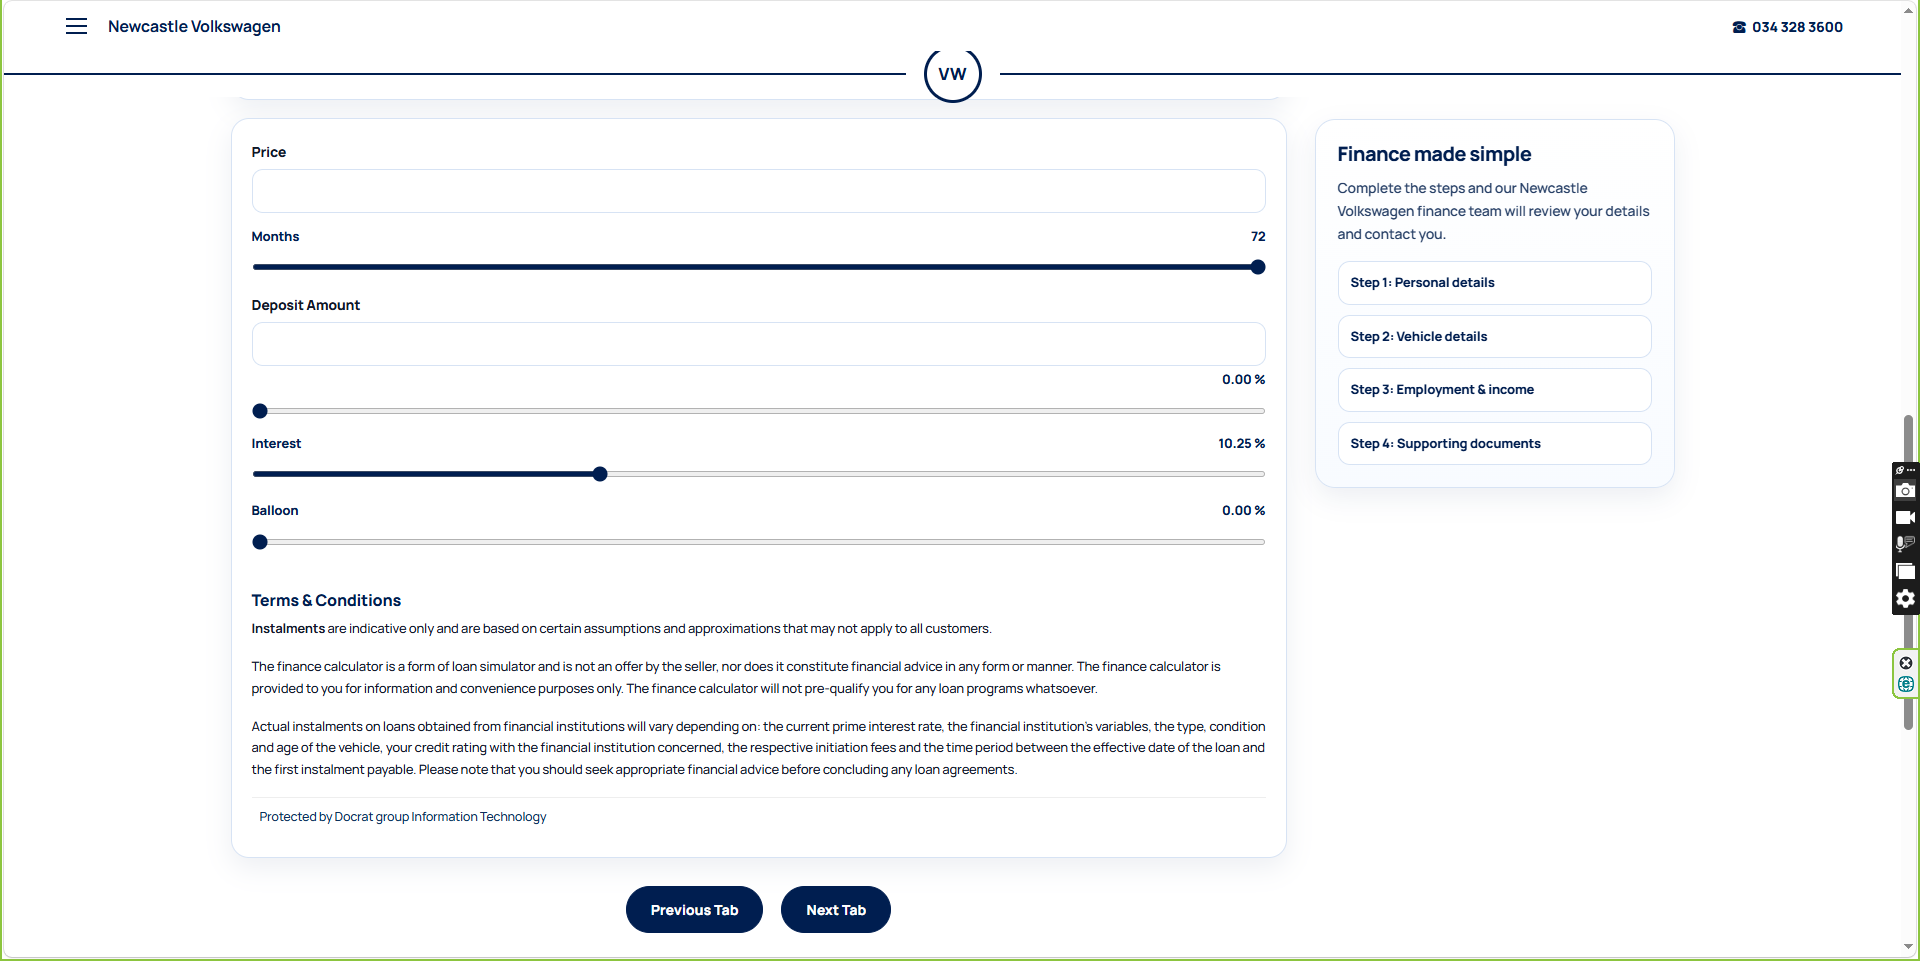 Newcastle Volkswagen
034 328 3600
VW
Price
Months
72
Deposit Amount
0.00 %
Interest
10.25 %
Balloon
0.00 %
Terms & Conditions
Instalments are indicative only and are based on certain assumptions and approximations that may not apply to all customers.
The finance calculator is a form of loan simulator and is not an offer by the seller, nor does it constitute financial advice in any form or manner. The finance calculator is
provided to you for information and convenience purposes only. The finance calculator will not pre-qualify you for any loan programs whatsoever.
Actual instalments on loans obtained from financial institutions will vary depending on: the current prime interest rate, the financial institution's variables, the type, condition
and age of the vehicle, your credit rating with the financial institution concerned, the respective initiation fees and the time period between the effective date of the loan and
the first instalment payable. Please note that you should seek appropriate financial advice before concluding any loan agreements.
Protected by Docrat group Information Technology
Previous Tab
Next Tab
Finance made simple
Complete the steps and our Newcastle
Volkswagen finance team will review your details
and contact you.
Step 1: Personal details
Step 2: Vehicle details
Step 3: Employment & income
Step 4: Supporting documents